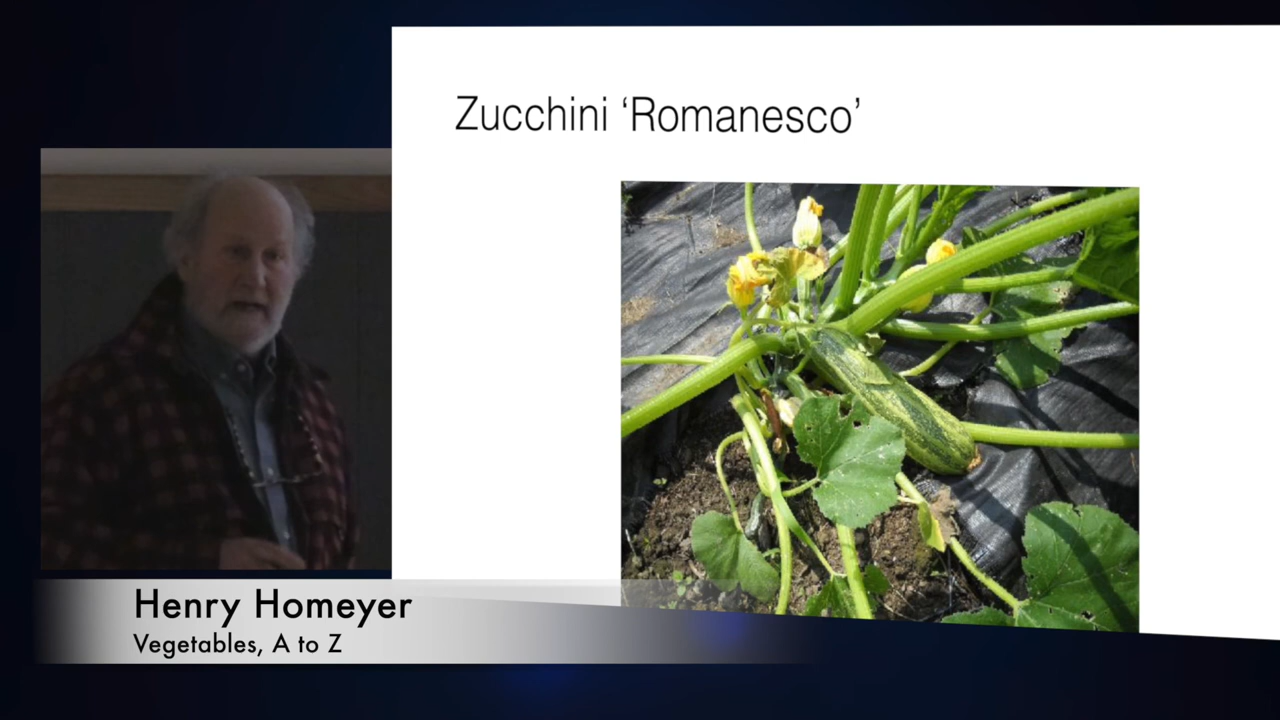 Zucchini ‘Romanesco’
Henry Homeyer
Vegetables, A to Z